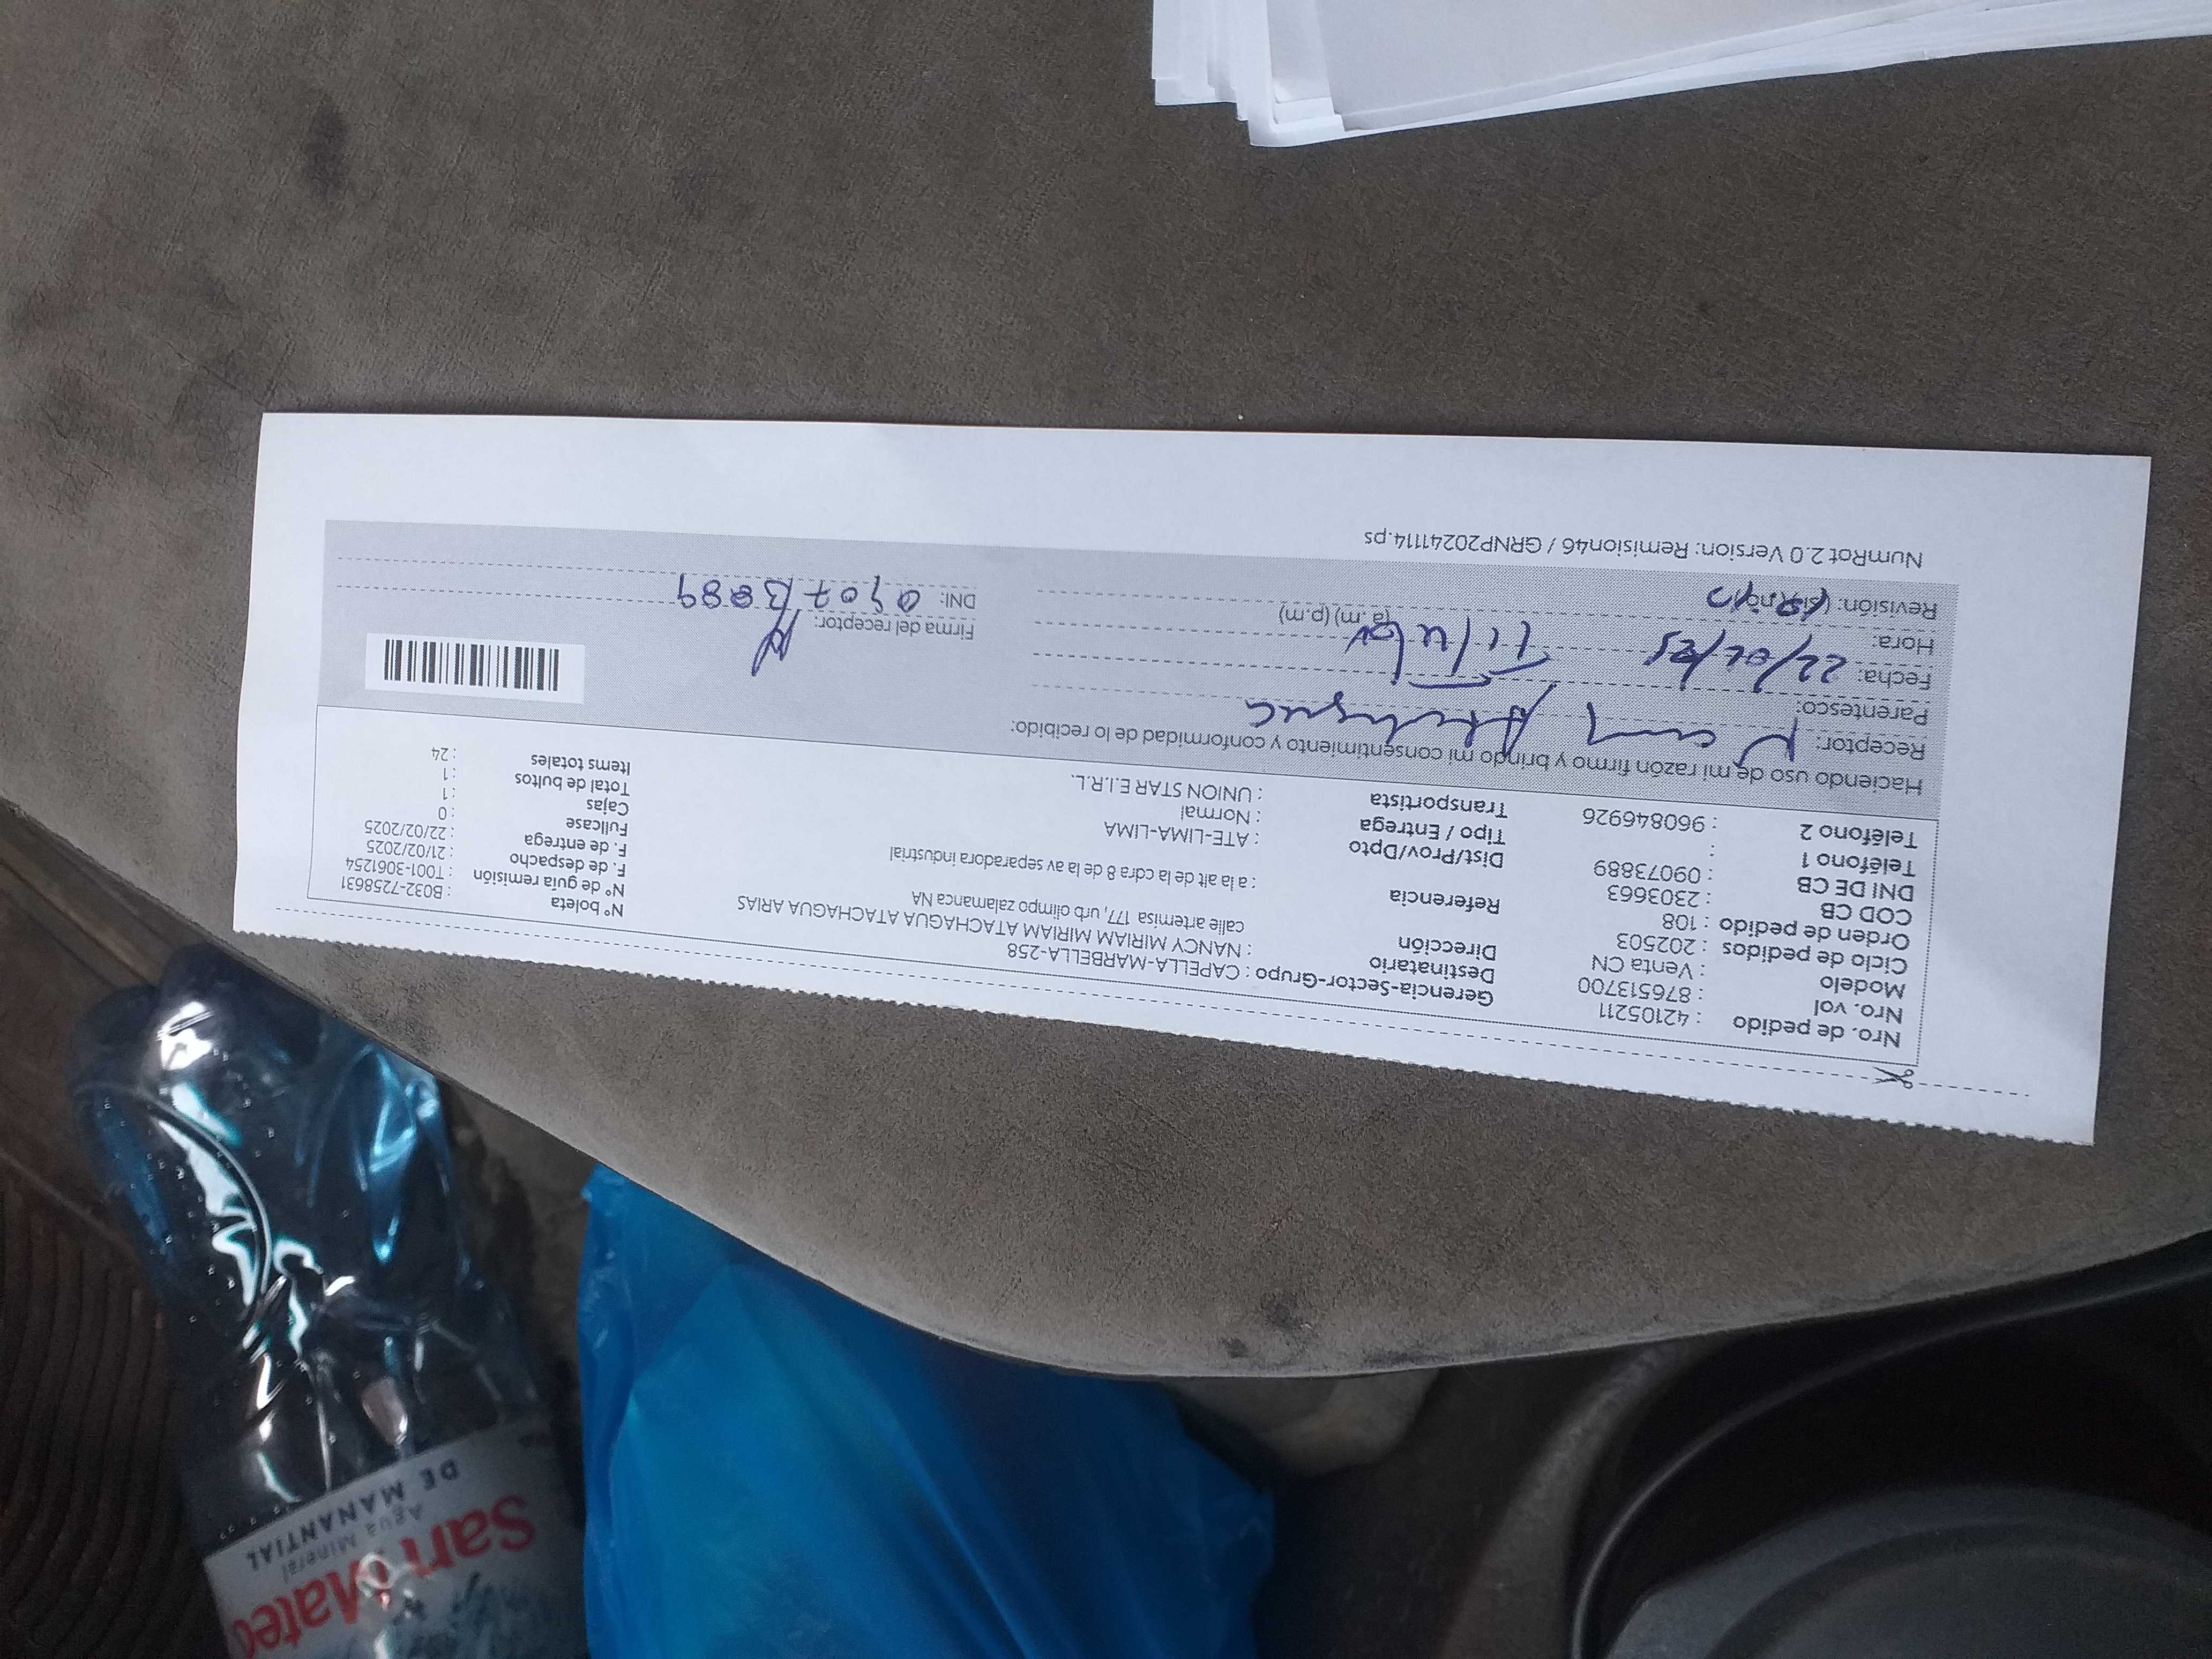 Nro. de pedido : 42105211
Nro. vol : 876513700
Modelo : Venta CN
Ciclo de pedidos : 202503
Orden de pedido : 108
COD CB : 2303663
DNI DE CB : 09073889
Teléfono 1 :
Teléfono 2 : 960846926
Gerencia-Sector-Grupo : CAPELLA-MARBELLA-258
Destinatario : NANCY MIRIAM MIRIAM ATACHAGUA ATACHAGUA ARIAS
Dirección calle artemisa 177, urb olimpo zalamanca NA
Referencia : a la alt de la cdra 8 de la av separadora industrial
Dist/Prov/Dpto : ATE-LIMA-LIMA
Tipo / Entrega : Normal
Transportista : UNION STAR E.I.R.L.
N° boleta : B032-7258631
N° de guía remisión : T001-3061254
F. de despacho : 21/02/2025
F. de entrega : 22/02/2025
Fullcase : 0
Cajas : 1
Total de bultos : 1
Items totales : 24
Haciendo uso de mi razón firmo y brindo mi consentimiento y conformidad de lo recibido:
Receptor:
Parentesco: Titular
Fecha: 22/02/25
Hora: (a.m) (p.m)
Revisión: (si) (no)
Firma del receptor:
DNI: 09073889
NumRot 2.0 Version: Remision46 / GRNP20241114.ps
San Mateo
Agua Mineral
DE MANANTIAL